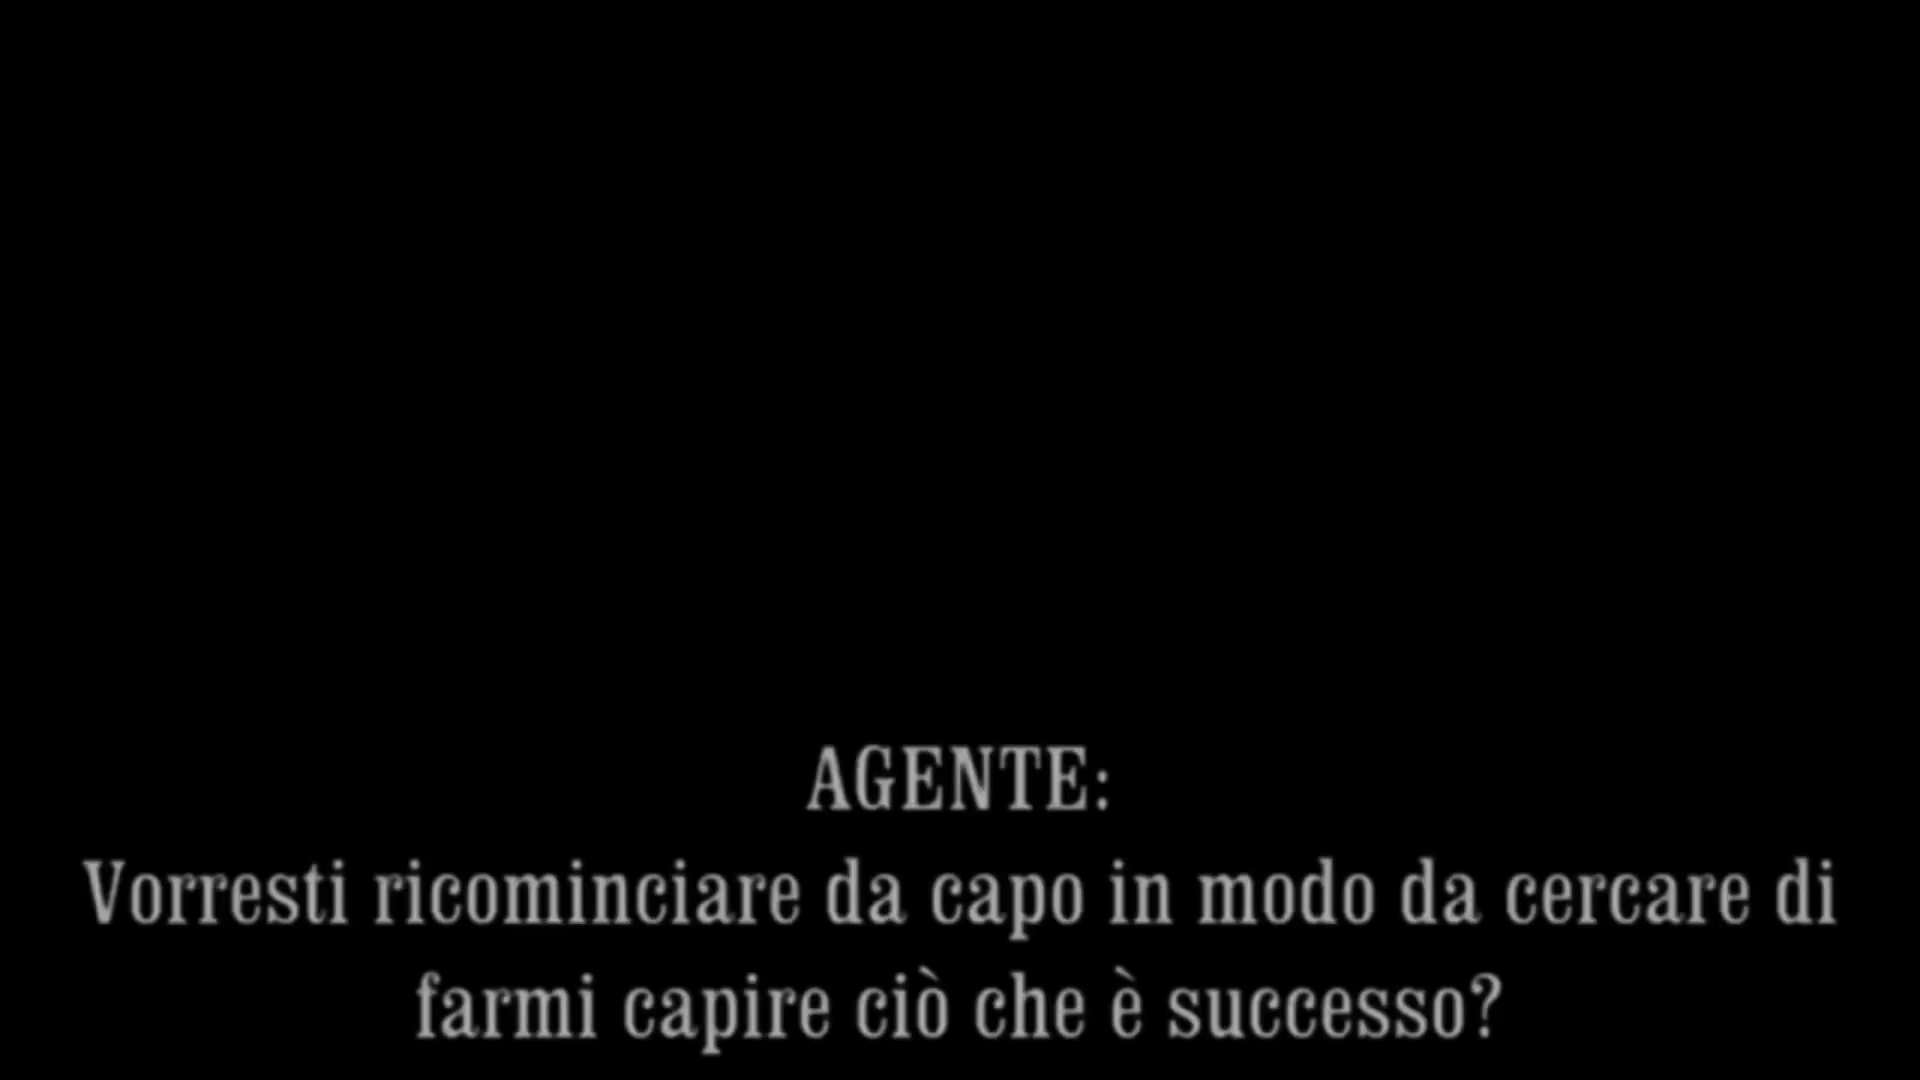 AGENTE:
Vorresti ricominciare da capo in modo da cercare di
farmi capire ciò che è successo?